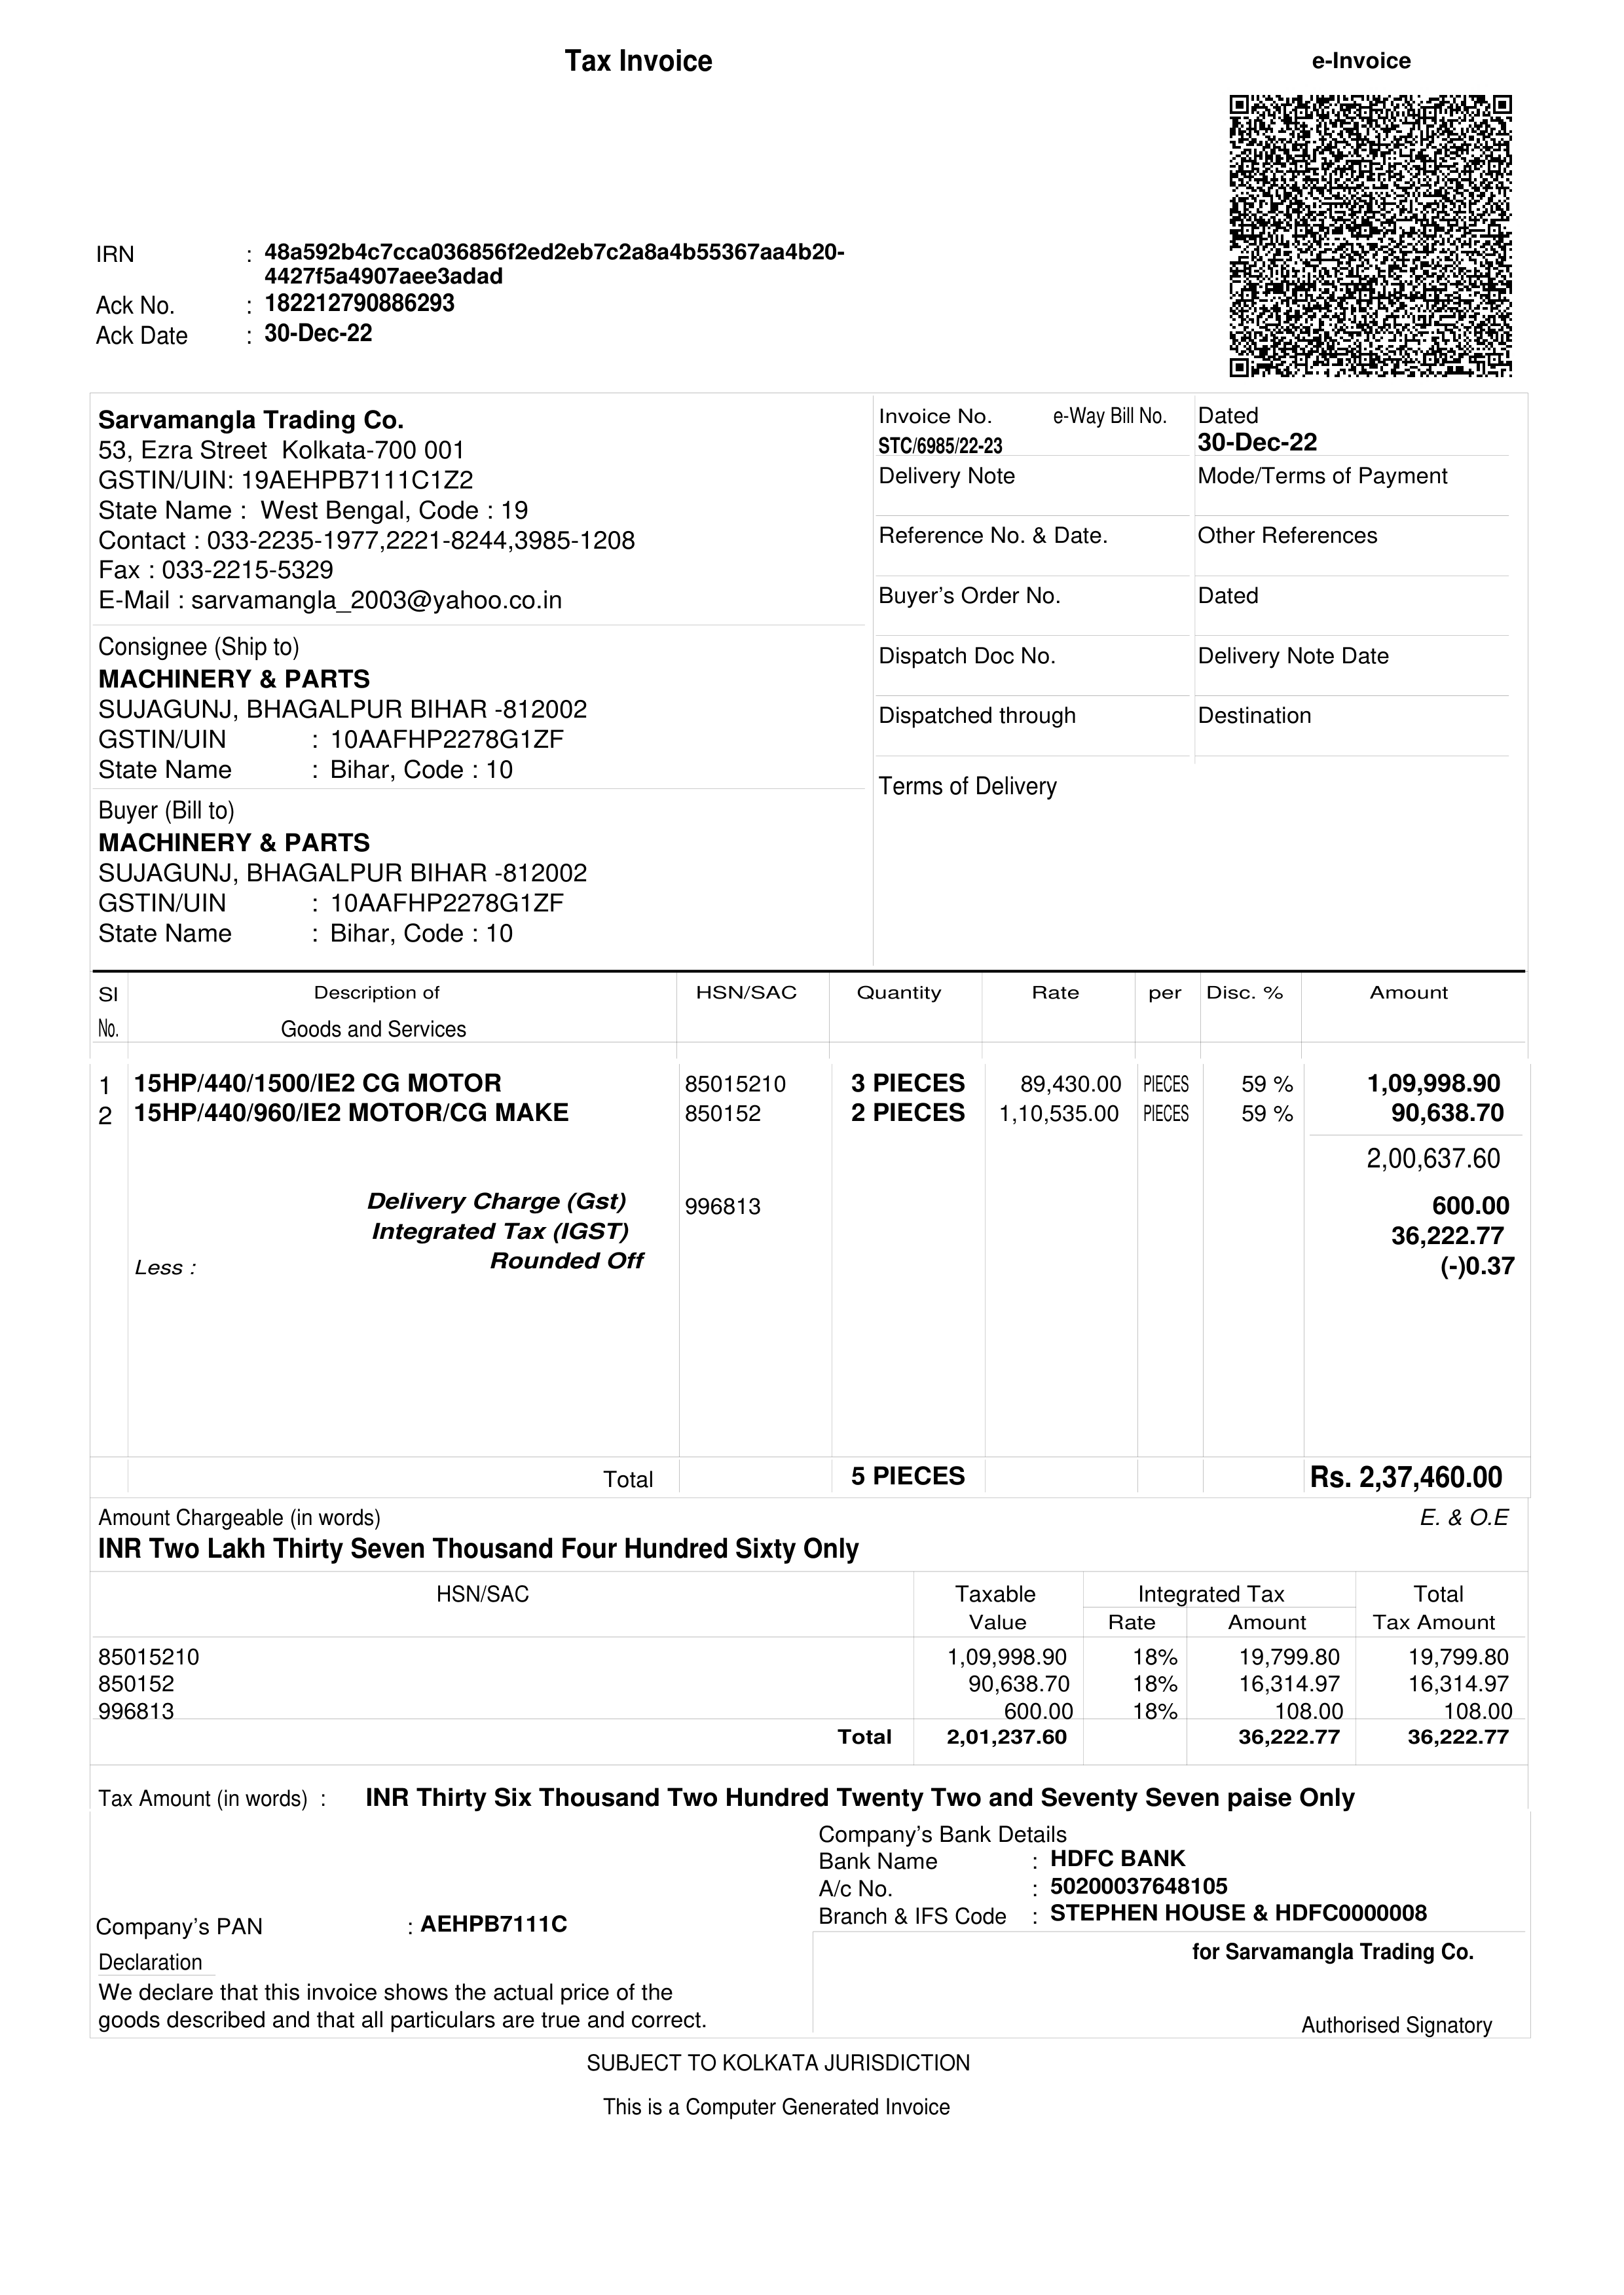 Tax Invoice
e-Invoice
IRN : 48a592b4c7cca036856f2ed2eb7c2a8a4b55367aa4b20-
4427f5a4907aee3adad
Ack No. : 182212790886293
Ack Date : 30-Dec-22
Sarvamangla Trading Co.
53, Ezra Street Kolkata-700 001
GSTIN/UIN: 19AEHPB7111C1Z2
State Name : West Bengal, Code : 19
Contact : 033-2235-1977,2221-8244,3985-1208
Fax : 033-2215-5329
E-Mail : sarvamangla_2003@yahoo.co.in
Consignee (Ship to)
MACHINERY & PARTS
SUJAGUNJ, BHAGALPUR BIHAR -812002
GSTIN/UIN : 10AAFHP2278G1ZF
State Name : Bihar, Code : 10
Buyer (Bill to)
MACHINERY & PARTS
SUJAGUNJ, BHAGALPUR BIHAR -812002
GSTIN/UIN : 10AAFHP2278G1ZF
State Name : Bihar, Code : 10
Invoice No. e-Way Bill No. Dated
STC/6985/22-23 30-Dec-22
Delivery Note Mode/Terms of Payment
Reference No. & Date. Other References
Buyer's Order No. Dated
Dispatch Doc No. Delivery Note Date
Dispatched through Destination
Terms of Delivery
Sl Description of HSN/SAC Quantity Rate per Disc. % Amount
No. Goods and Services
1 15HP/440/1500/IE2 CG MOTOR 85015210 3 PIECES 89,430.00 PIECES 59 % 1,09,998.90
2 15HP/440/960/IE2 MOTOR/CG MAKE 850152 2 PIECES 1,10,535.00 PIECES 59 % 90,638.70
2,00,637.60
Delivery Charge (Gst) 996813 600.00
Integrated Tax (IGST) 36,222.77
Less : Rounded Off (-)0.37
Total 5 PIECES Rs. 2,37,460.00
Amount Chargeable (in words) E. & O.E
INR Two Lakh Thirty Seven Thousand Four Hundred Sixty Only
HSN/SAC Taxable Integrated Tax Total
Value Rate Amount Tax Amount
85015210 1,09,998.90 18% 19,799.80 19,799.80
850152 90,638.70 18% 16,314.97 16,314.97
996813 600.00 18% 108.00 108.00
Total 2,01,237.60 36,222.77 36,222.77
Tax Amount (in words) : INR Thirty Six Thousand Two Hundred Twenty Two and Seventy Seven paise Only
Company's Bank Details
Bank Name : HDFC BANK
A/c No. : 50200037648105
Branch & IFS Code : STEPHEN HOUSE & HDFC0000008
Company's PAN : AEHPB7111C
Declaration
We declare that this invoice shows the actual price of the
goods described and that all particulars are true and correct.
for Sarvamangla Trading Co.
Authorised Signatory
SUBJECT TO KOLKATA JURISDICTION
This is a Computer Generated Invoice